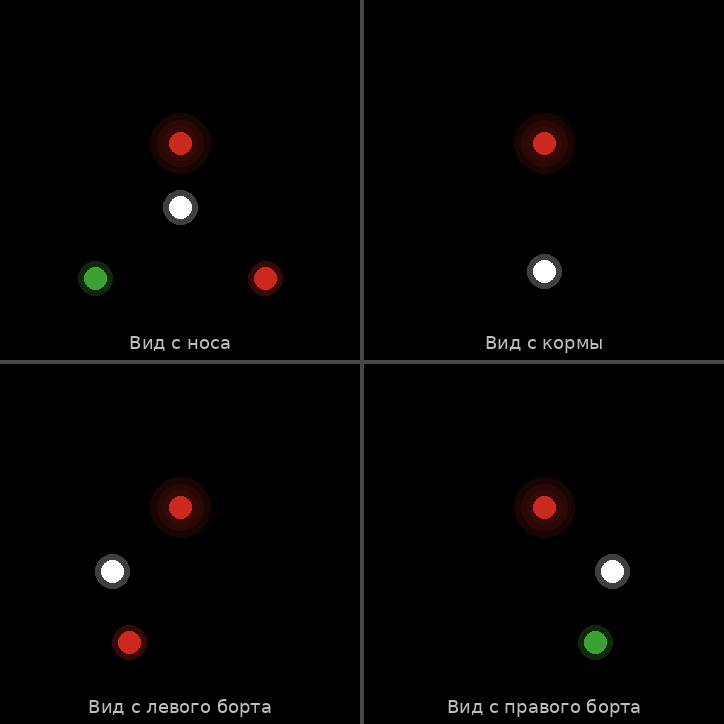 Вид с носа
Вид с кормы
Вид с левого борта
Вид с правого борта